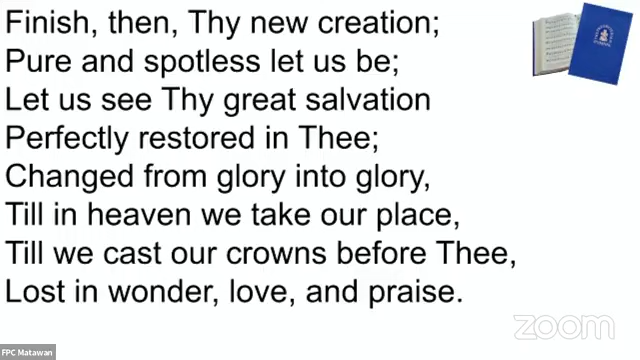 Finish, then, Thy new creation;
Pure and spotless let us be;
Let us see Thy great salvation
Perfectly restored in Thee;
Changed from glory into glory,
Till in heaven we take our place,
Till we cast our crowns before Thee,
Lost in wonder, love, and praise.
zoom
FPC Matawan